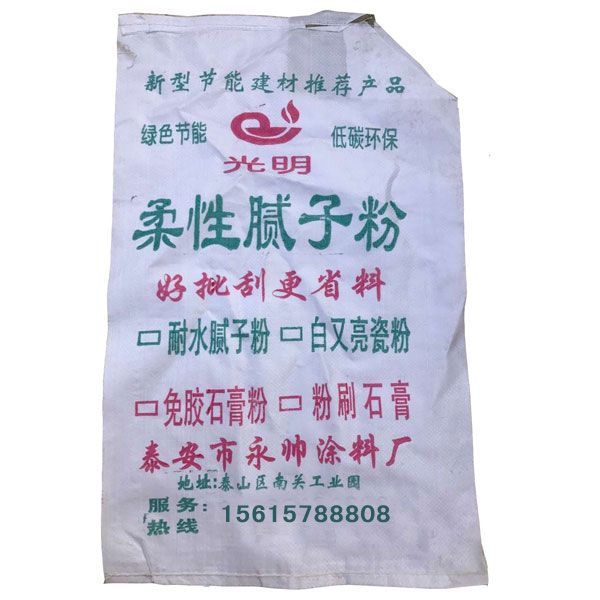 新型节能建材推荐产品
绿色节能 低碳环保
光明
柔性腻子粉
好批刮更省料
□耐水腻子粉 □白又亮瓷粉
□免胶石膏粉 □粉刷石膏
泰安市永帅涂料厂
地址:泰山区南关工业园
服务热线: 15615788808